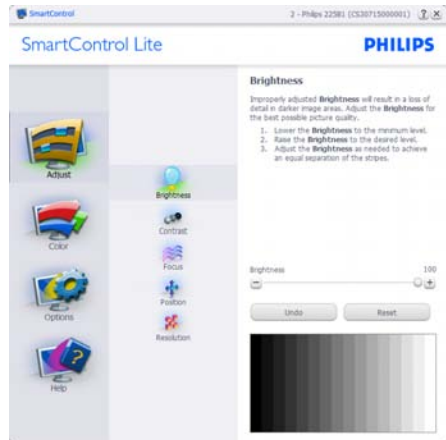 SmartControl
2 - Philips 225B1 (CS30715000001)
SmartControl Lite
PHILIPS
Adjust
Color
Options
Help
Brightness
Contrast
Focus
Position
Resolution
Brightness
Improperly adjusted Brightness will result in a loss of
detail in darker image areas. Adjust the Brightness for
the best possible picture quality.
1. Lower the Brightness to the minimum level.
2. Raise the Brightness to the desired level.
3. Adjust the Brightness as needed to achieve
an equal separation of the stripes.
Brightness 100
Undo
Reset